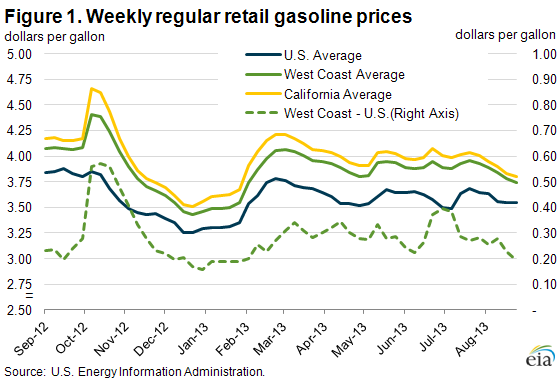 Figure 1. Weekly regular retail gasoline prices
dollars per gallon
dollars per gallon
5.00
4.75
4.50
4.25
4.00
3.75
3.50
3.25
3.00
2.75
=
2.50
U.S. Average
West Coast Average
California Average
West Coast - U.S.(Right Axis)
1.00
0.90
0.80
0.70
0.60
0.50
0.40
0.30
0.20
0.10
-
Sep-12
Oct-12
Nov-12
Dec-12
Jan-13
Feb-13
Mar-13
Apr-13
May-13
Jun-13
Jul-13
Aug-13
Source: U.S. Energy Information Administration.
eia